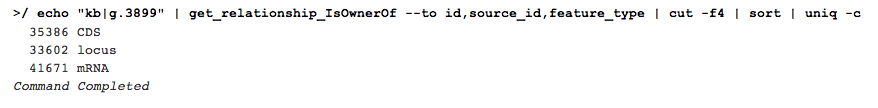 >/ echo "kb|g.3899" | get_relationship_IsOwnerOf --to id,source_id,feature_type | cut -f4 | sort | uniq -c
35386 CDS
33602 locus
41671 mRNA
Command Completed